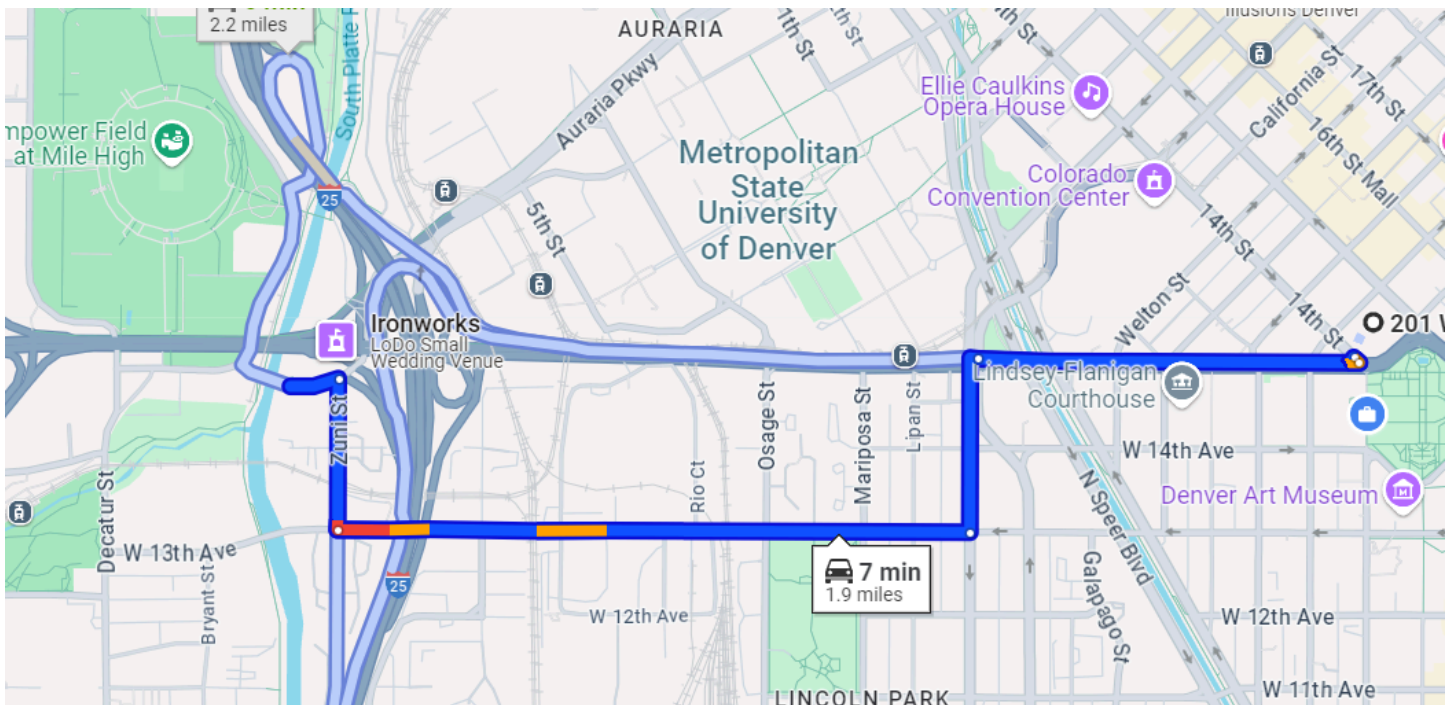 2.2 miles
South Platte R
AURARIA
Auraria Pkwy
Illusions Denver
Ellie Caulkins
Opera House
California St
17th St
16th St Mall
mpower Field
at Mile High
25
Metropolitan
State
University
of Denver
5th St
Colorado
Convention Center
14th St
Welton St
14th St
201 W
Ironworks
LoDo Small
Wedding Venue
Lindsey-Flanigan
Courthouse
Zuni St
Osage St
Mariposa St
Lipan St
Rio Ct
W 14th Ave
Denver Art Museum
N Speer Blvd
Decatur St
W 13th Ave
Bryant St
25
7 min
1.9 miles
W 12th Ave
Galapago St
W 12th Ave
W 11th Ave
LINCOLN PARK